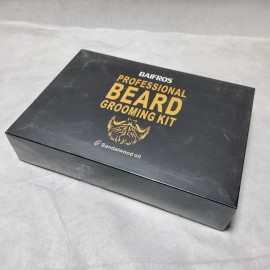 BAIFROS
PROFESSIONAL
BEARD
GROOMING KIT
Sandalwood oil